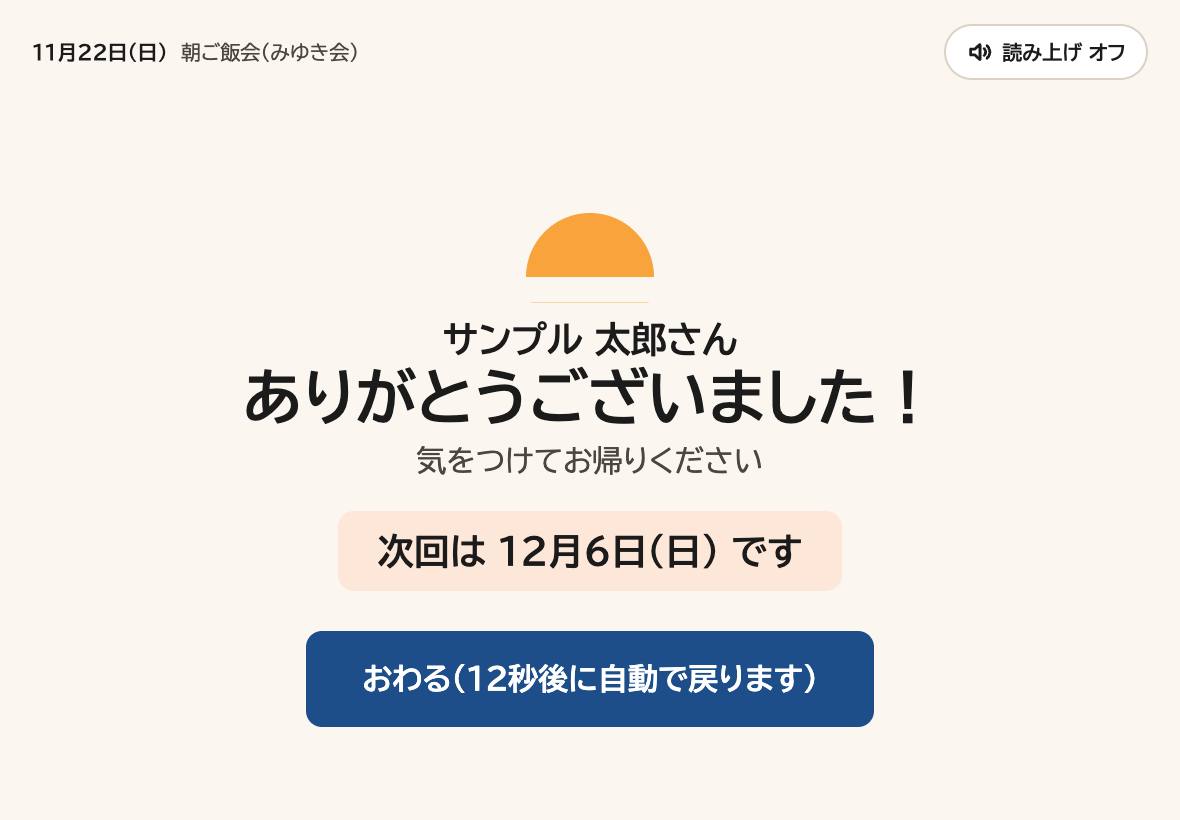 11月22日(日) 朝ご飯会(みゆき会)
読み上げ オフ
サンプル 太郎さん
ありがとうございました！
気をつけてお帰りください
次回は 12月6日(日) です
おわる(12秒後に自動で戻ります)